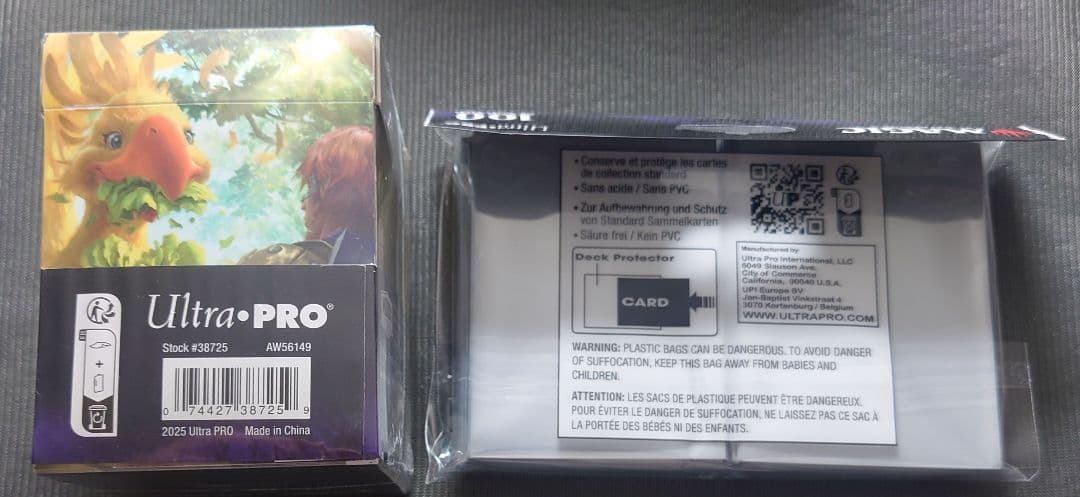 Ultra•PRO®
Stock #38725 AW56149
0 74427 38725 9
2025 Ultra PRO Made in China
100
MAGIC
• Conserve et protège les cartes
de collection standard
• Sans acide / Sans PVC
• Zur Aufbewahrung und Schutz
von Standard Sammelkarten
• Säure frei / Kein PVC
UP
Deck Protector
CARD
Manufactured by:
Ultra Pro International, LLC
6049 Slauson Ave.
City of Commerce
California, 90040 U.S.A.
UPI Europe BV
Jan-Baptist Vinkstraat 4
3070 Kortenburg / Belgium
WWW.ULTRAPRO.COM
WARNING: PLASTIC BAGS CAN BE DANGEROUS. TO AVOID DANGER
OF SUFFOCATION, KEEP THIS BAG AWAY FROM BABIES AND
CHILDREN.
ATTENTION: LES SACS DE PLASTIQUE PEUVENT ÊTRE DANGEREUX.
POUR ÉVITER LE DANGER DE SUFFOCATION, NE LAISSEZ PAS CE SAC À
LA PORTÉE DES BÉBÉS NI DES ENFANTS.